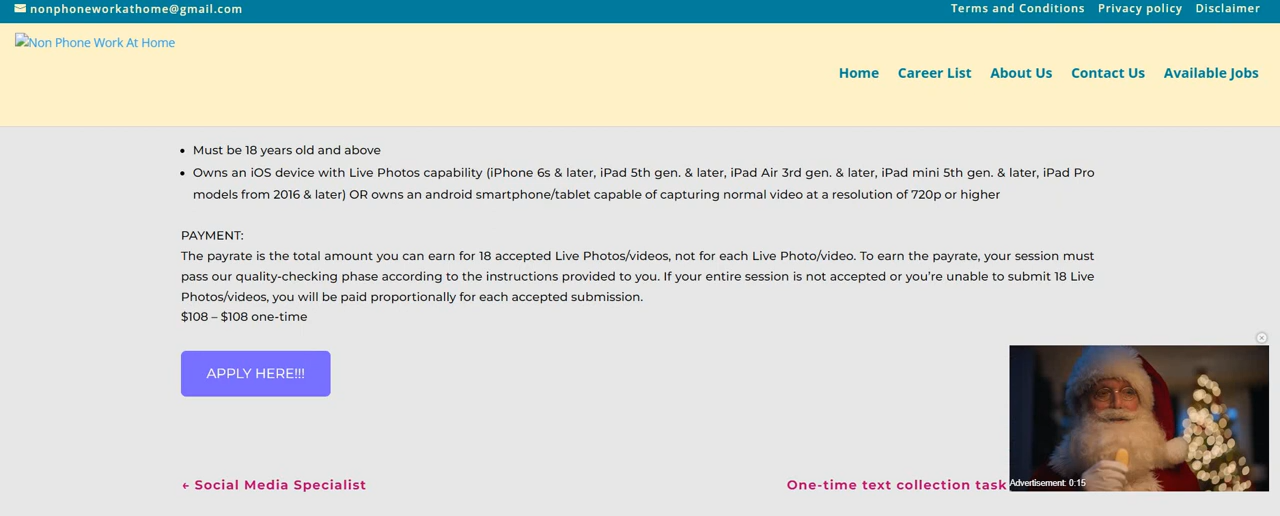 nonphoneworkathome@gmail.com
Terms and Conditions Privacy policy Disclaimer
Non Phone Work At Home
Home Career List About Us Contact Us Available Jobs
• Must be 18 years old and above
• Owns an iOS device with Live Photos capability (iPhone 6s & later, iPad 5th gen. & later, iPad Air 3rd gen. & later, iPad mini 5th gen. & later, iPad Pro
models from 2016 & later) OR owns an android smartphone/tablet capable of capturing normal video at a resolution of 720p or higher
PAYMENT:
The payrate is the total amount you can earn for 18 accepted Live Photos/videos, not for each Live Photo/video. To earn the payrate, your session must
pass our quality-checking phase according to the instructions provided to you. If your entire session is not accepted or you're unable to submit 18 Live
Photos/videos, you will be paid proportionally for each accepted submission.
$108 – $108 one-time
APPLY HERE!!!
← Social Media Specialist
One-time text collection task
Advertisement: 0:15